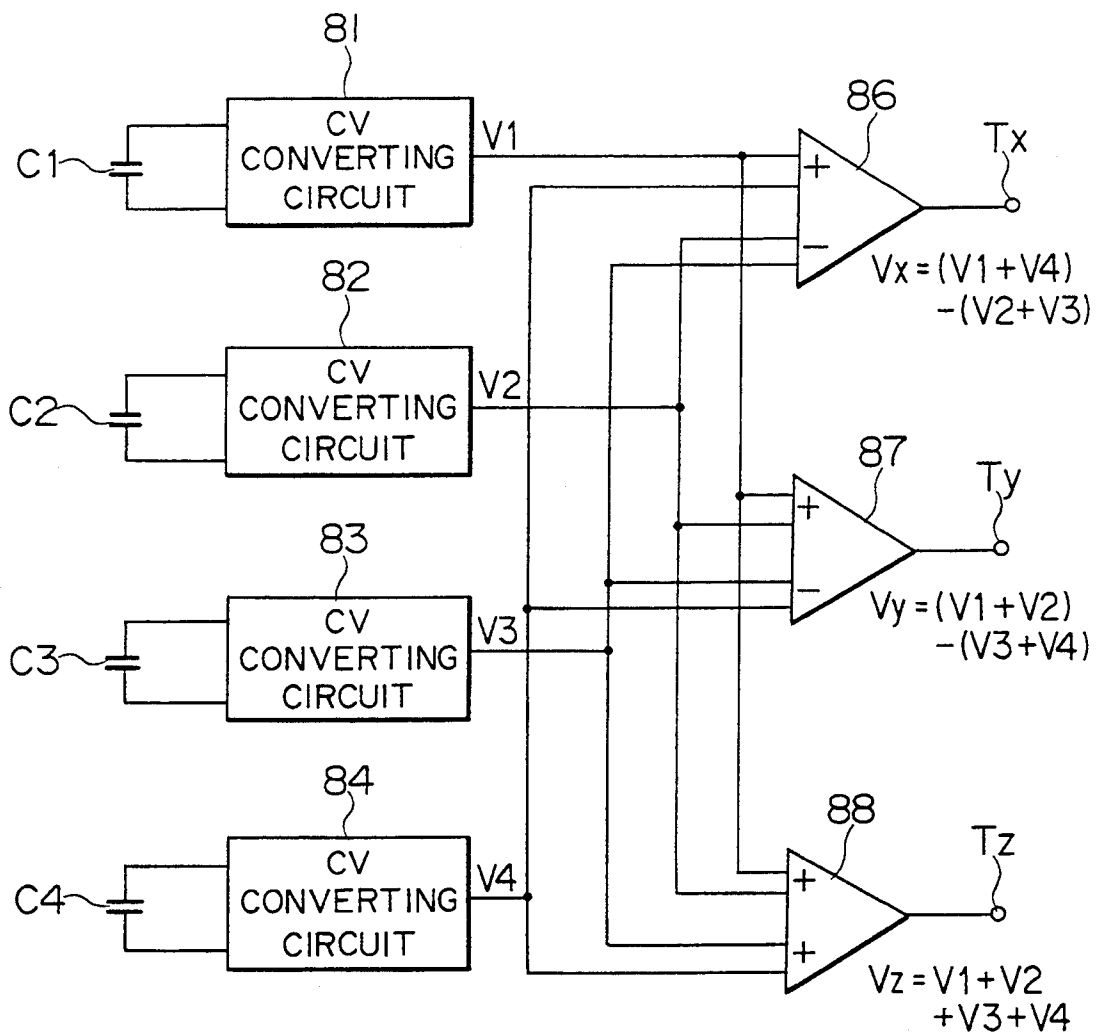 81
CV
CONVERTING
CIRCUIT
C1
V1
86
+
−
Tx
Vx=(V1+V4)
−(V2+V3)
82
CV
CONVERTING
CIRCUIT
C2
V2
87
+
−
Ty
Vy=(V1+V2)
−(V3+V4)
83
CV
CONVERTING
CIRCUIT
C3
V3
84
CV
CONVERTING
CIRCUIT
C4
V4
88
+
+
Tz
Vz=V1+V2
+V3+V4